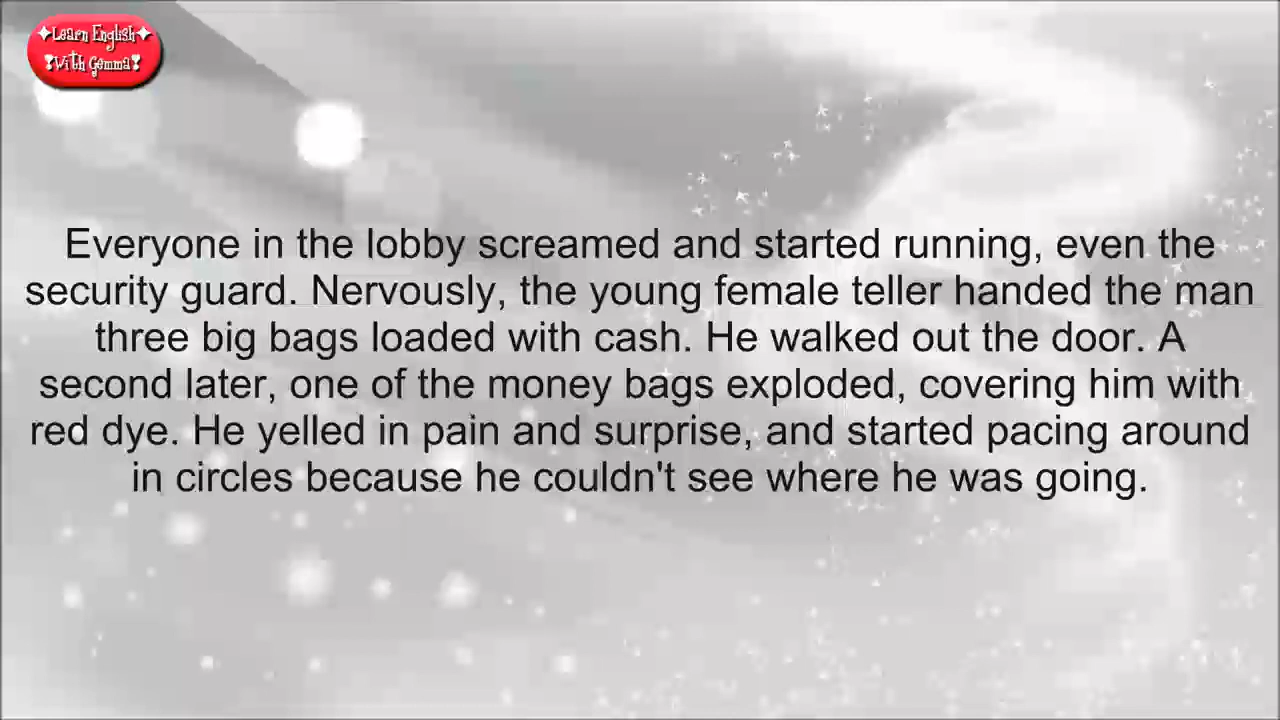 ✦Learn English✦
❣With Gemma❣
Everyone in the lobby screamed and started running, even the
security guard. Nervously, the young female teller handed the man
three big bags loaded with cash. He walked out the door. A
second later, one of the money bags exploded, covering him with
red dye. He yelled in pain and surprise, and started pacing around
in circles because he couldn't see where he was going.